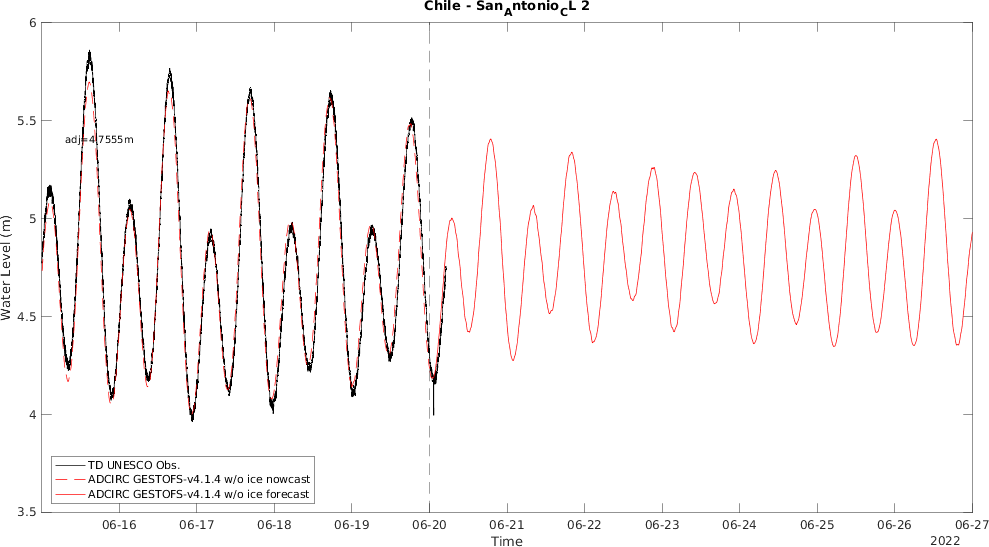 Chile - San_Antonio_CL 2
6
5.5
5
4.5
4
3.5
Water Level (m)
adj=4.7555m
TD UNESCO Obs.
ADCIRC GESTOFS-v4.1.4 w/o ice nowcast
ADCIRC GESTOFS-v4.1.4 w/o ice forecast
06-16 06-17 06-18 06-19 06-20 06-21 06-22 06-23 06-24 06-25 06-26 06-27
Time
2022